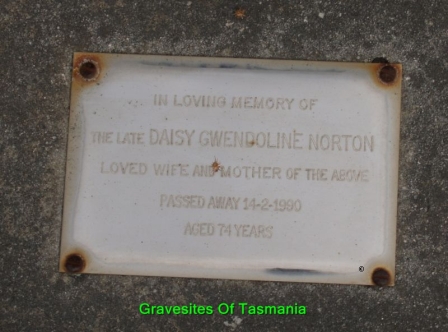 IN LOVING MEMORY OF
THE LATE DAISY GWENDOLINE NORTON
LOVED WIFE AND MOTHER OF THE ABOVE
PASSED AWAY 14-2-1990
AGED 74 YEARS
Gravesites Of Tasmania